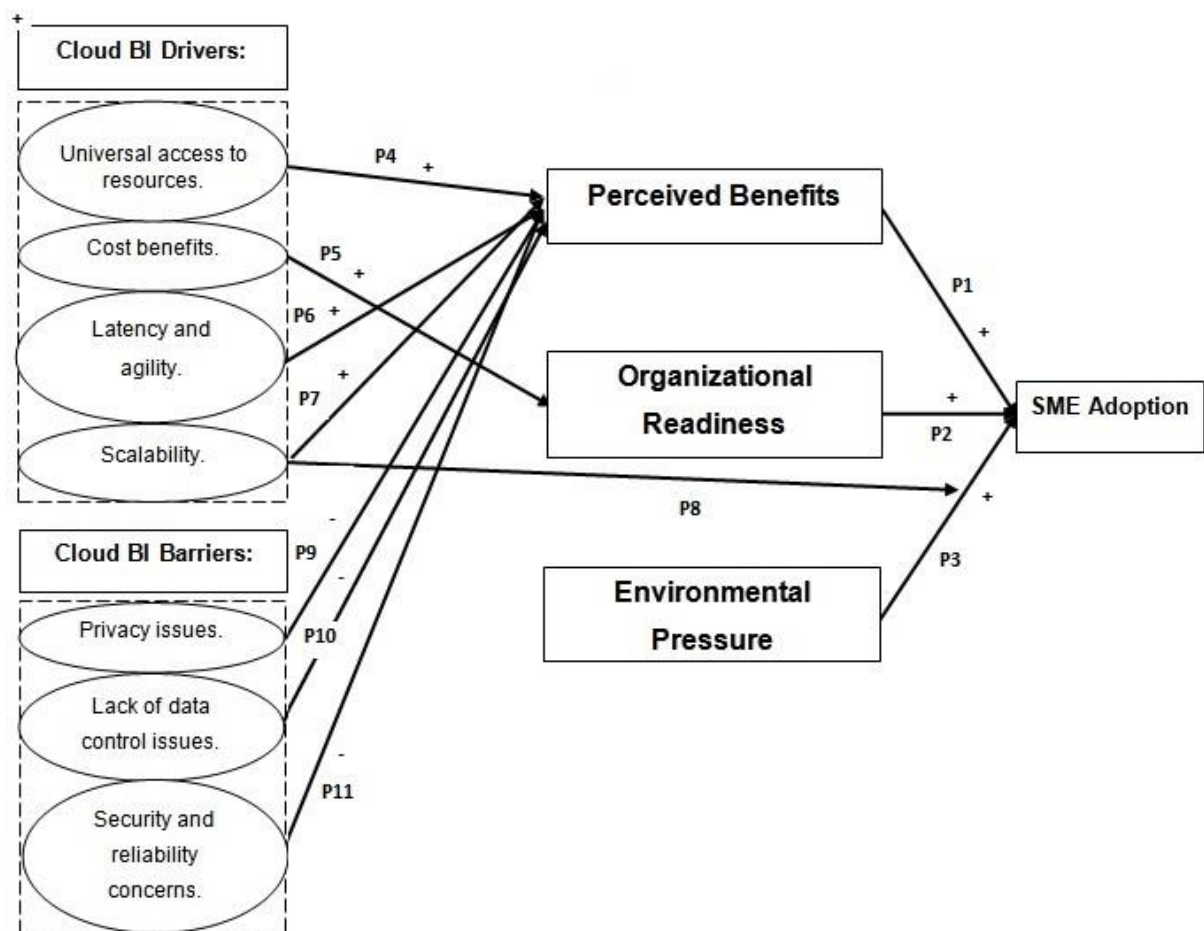 +
Cloud BI Drivers:
Universal access to
resources.
Cost benefits.
Latency and
agility.
Scalability.
P4
+
P5
+
P6
+
P7
+
P8
Perceived Benefits
Organizational
Readiness
Environmental
Pressure
P1
+
+
P2
+
P3
SME Adoption
Cloud BI Barriers:
Privacy issues.
Lack of data
control issues.
Security and
reliability
concerns.
P9
-
P10
-
P11
-